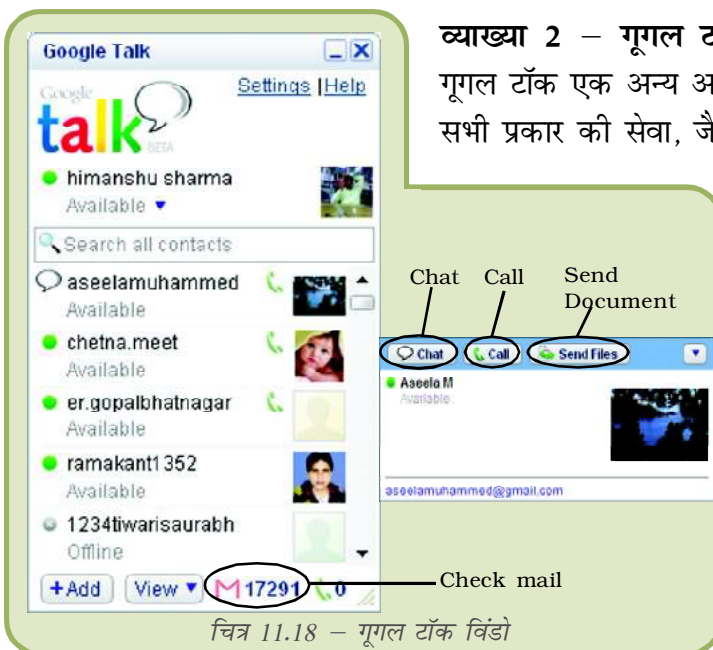 व्याख्या 2 – गूगल ट
गूगल टॉक एक अन्य अ
सभी प्रकार की सेवा, जै
Google Talk
Settings | Help
Google
talk
BETA
himanshu sharma
Available
Search all contacts
aseelamuhammed
Available
chetna.meet
Available
er.gopalbhatnagar
Available
ramakant1352
Available
1234tiwarisaurabh
Offline
+Add View 17291 0
Chat Call Send
Document
Chat Call Send Files
Aseela M
Available
aseelamuhammed@gmail.com
Check mail
चित्र 11.18 – गूगल टॉक विंडो